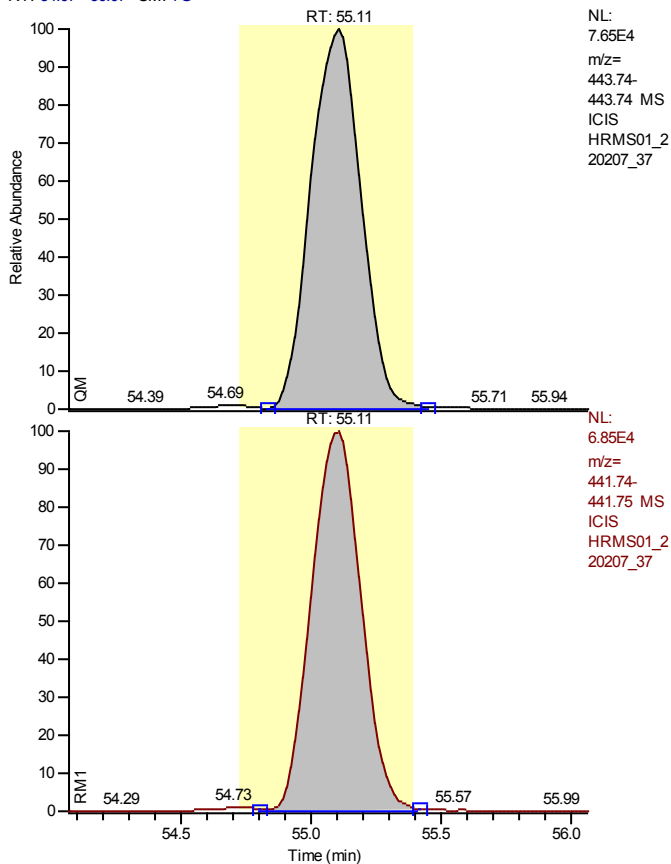 RT: 55.11
NL:
7.65E4
m/z=
443.74-
443.74 MS
ICIS
HRMS01_2
20207_37
100
90
80
70
60
50
40
30
20
10
0
Relative Abundance
QM
54.39
54.69
55.71
55.94
RT: 55.11
NL:
6.85E4
m/z=
441.74-
441.75 MS
ICIS
HRMS01_2
20207_37
100
90
80
70
60
50
40
30
20
10
0
RM1
54.29
54.73
55.57
55.99
54.5
55.0
55.5
56.0
Time (min)